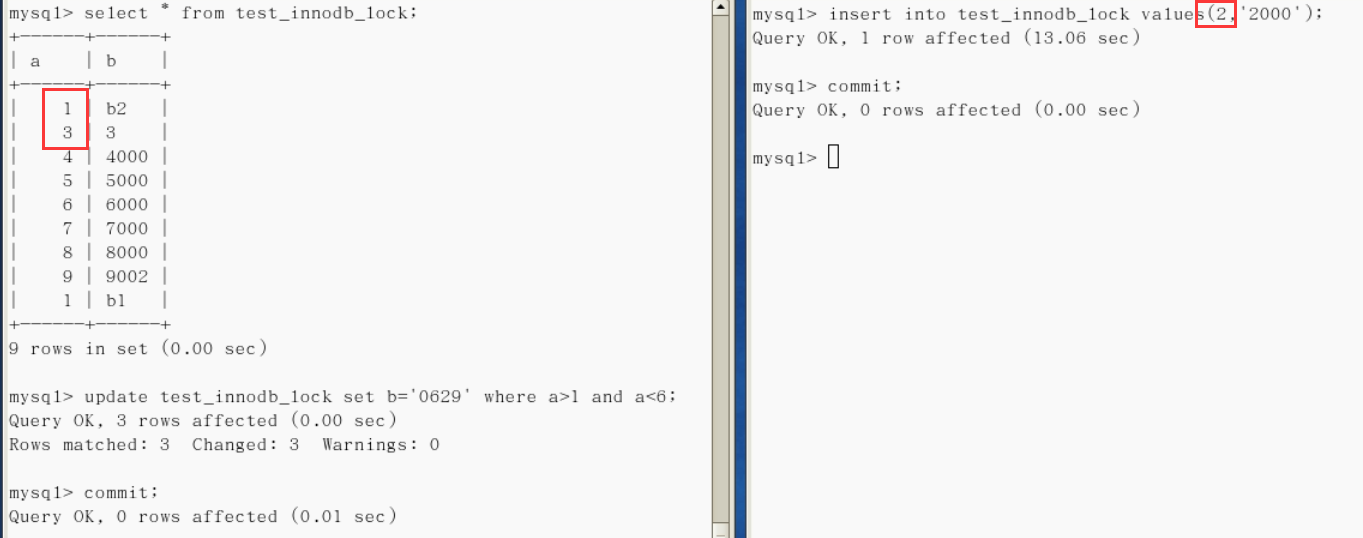 mysql> select * from test_innodb_lock;
+------+------+
| a | b |
+------+------+
| 1 | b2 |
| 3 | 3 |
| 4 | 4000 |
| 5 | 5000 |
| 6 | 6000 |
| 7 | 7000 |
| 8 | 8000 |
| 9 | 9002 |
| 1 | b1 |
+------+------+
9 rows in set (0.00 sec)
mysql> update test_innodb_lock set b='0629' where a>1 and a<6;
Query OK, 3 rows affected (0.00 sec)
Rows matched: 3 Changed: 3 Warnings: 0
mysql> commit;
Query OK, 0 rows affected (0.01 sec)
mysql> insert into test_innodb_lock values(2,'2000');
Query OK, 1 row affected (13.06 sec)
mysql> commit;
Query OK, 0 rows affected (0.00 sec)
mysql>